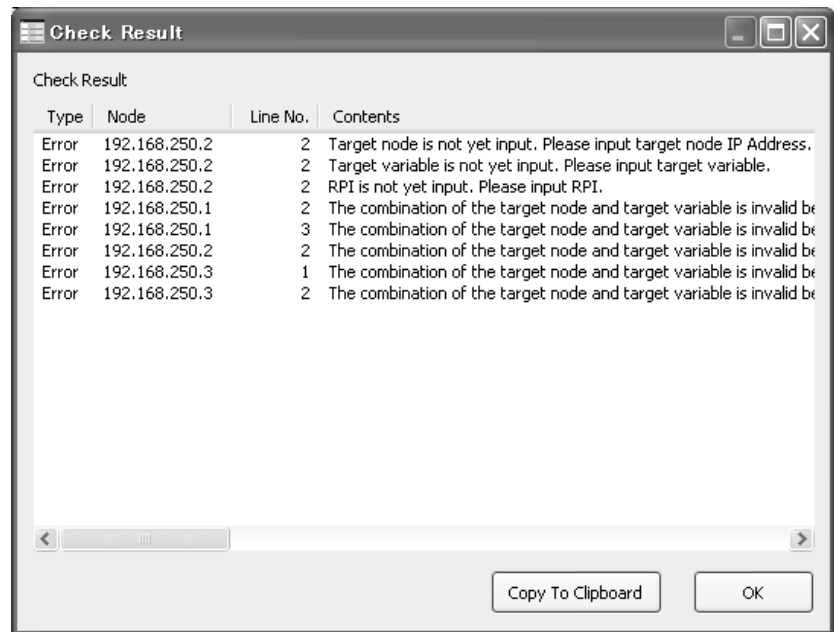 Check Result
Check Result
Type Node Line No. Contents
Error 192.168.250.2 2 Target node is not yet input. Please input target node IP Address.
Error 192.168.250.2 2 Target variable is not yet input. Please input target variable.
Error 192.168.250.2 2 RPI is not yet input. Please input RPI.
Error 192.168.250.1 2 The combination of the target node and target variable is invalid be
Error 192.168.250.1 3 The combination of the target node and target variable is invalid be
Error 192.168.250.2 2 The combination of the target node and target variable is invalid be
Error 192.168.250.3 1 The combination of the target node and target variable is invalid be
Error 192.168.250.3 2 The combination of the target node and target variable is invalid be
Copy To Clipboard OK